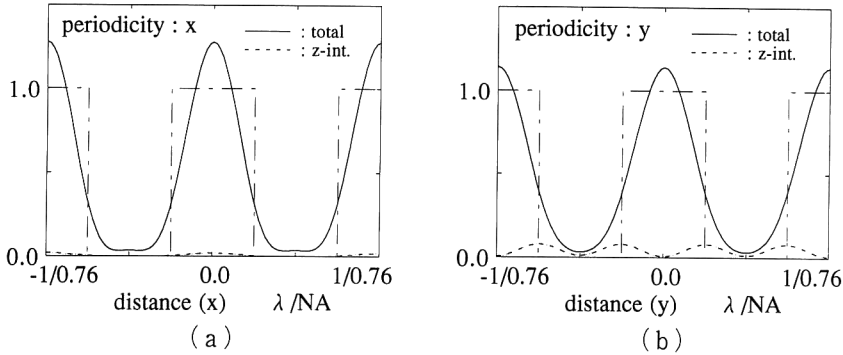 periodicity : x
: total
: z-int.
1.0
0.0
-1/0.76
0.0
1/0.76
distance (x)
λ /NA
( a )
periodicity : y
: total
: z-int.
1.0
0.0
-1/0.76
0.0
1/0.76
distance (y)
λ /NA
( b )